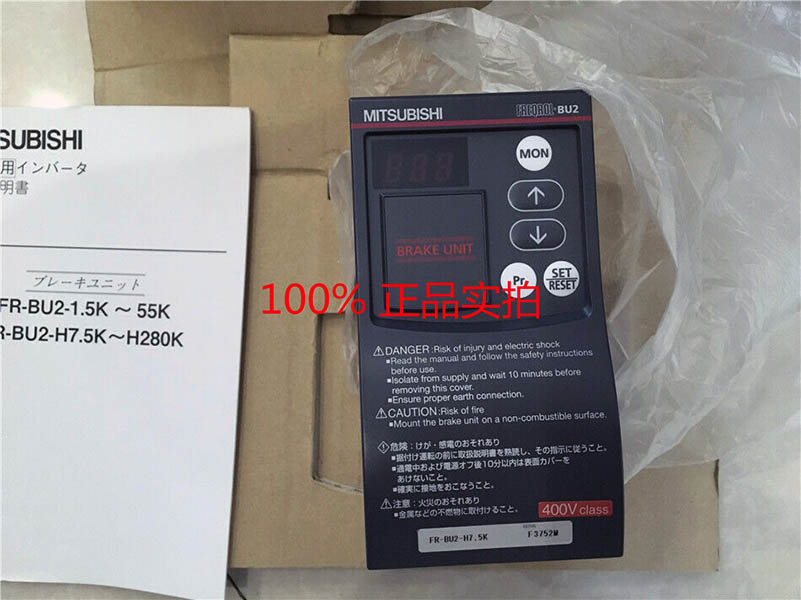 SUBISHI
用インバータ
明書
ブレーキユニット
FR-BU2-1.5K ～ 55K
R-BU2-H7.5K～H280K
MITSUBISHI
FREQROL-BU2
MON
↑
↓
BRAKE UNIT
Pr.
SET
RESET
100% 正品实拍
⚠DANGER :Risk of injury and electric shock
■Read the manual and follow the safety instructions
before use.
■Isolate from supply and wait 10 minutes before
removing this cover.
■Ensure proper earth connection.
⚠CAUTION :Risk of fire
■Mount the brake unit on a non-combustible surface.
危険：けが・感電のおそれあり
■据付け運転の前に取扱説明書を熟読し、その指示に従うこと。
■通電中および電源オフ後10分以内は表面カバーを
あけないこと。
■確実に接地をおこなうこと。
⚠注意：火災のおそれあり
■金属などの不燃物に取付けること。
400V class
SERIAL
FR-BU2-H7.5K F3752M